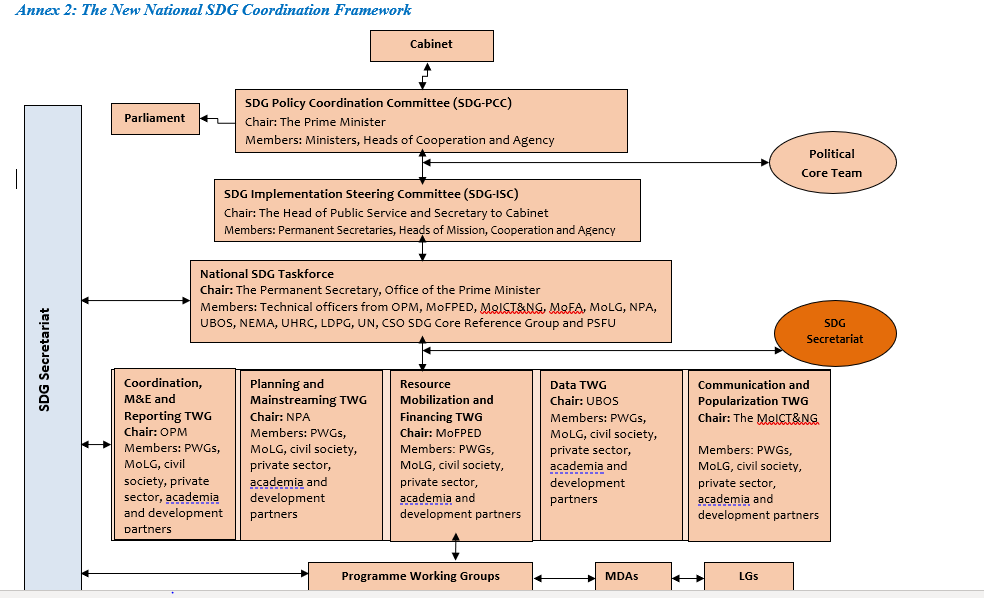 Annex 2: The New National SDG Coordination Framework
Cabinet
SDG Policy Coordination Committee (SDG-PCC)
Chair: The Prime Minister
Members: Ministers, Heads of Cooperation and Agency
Parliament
Political
Core Team
SDG Implementation Steering Committee (SDG-ISC)
Chair: The Head of Public Service and Secretary to Cabinet
Members: Permanent Secretaries, Heads of Mission, Cooperation and Agency
National SDG Taskforce
Chair: The Permanent Secretary, Office of the Prime Minister
Members: Technical officers from OPM, MoFPED, MoICT&NG, MoFA, MoLG, NPA,
UBOS, NEMA, UHRC, LDPG, UN, CSO SDG Core Reference Group and PSFU
SDG
Secretariat
SDG Secretariat
Coordination,
M&E and
Reporting TWG
Chair: OPM
Members: PWGs,
MoLG, civil
society, private
sector, academia
and development
partners
Planning and
Mainstreaming TWG
Chair: NPA
Members: PWGs,
MoLG, civil society,
private sector,
academia and
development
partners
Resource
Mobilization and
Financing TWG
Chair: MoFPED
Members: PWGs,
MoLG, civil society,
private sector,
academia and
development partners
Data TWG
Chair: UBOS
Members: PWGs,
MoLG, civil society,
private sector,
academia and
development
partners
Communication and
Popularization TWG
Chair: The MoICT&NG
Members: PWGs,
MoLG, civil society,
private sector,
academia and
development partners
Programme Working Groups
MDAs
LGs